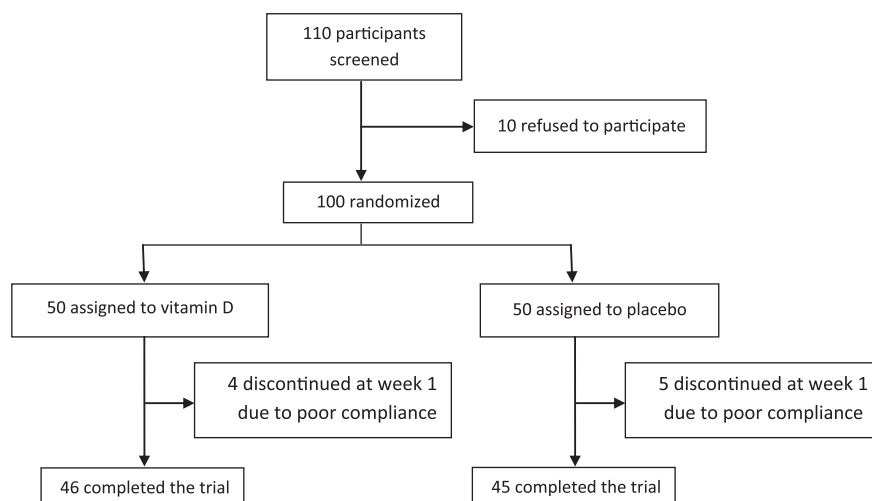 110 participants
screened
10 refused to participate
100 randomized
50 assigned to vitamin D
50 assigned to placebo
4 discontinued at week 1
due to poor compliance
5 discontinued at week 1
due to poor compliance
46 completed the trial
45 completed the trial